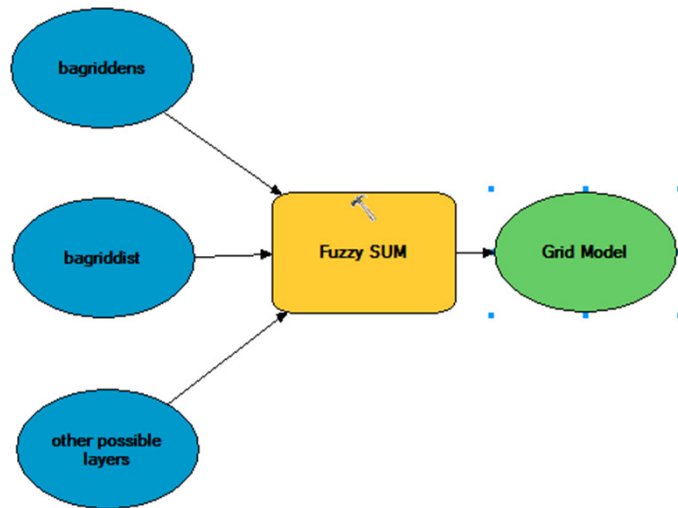 bagriddens
bagriddist
Fuzzy SUM
Grid Model
other possible
layers